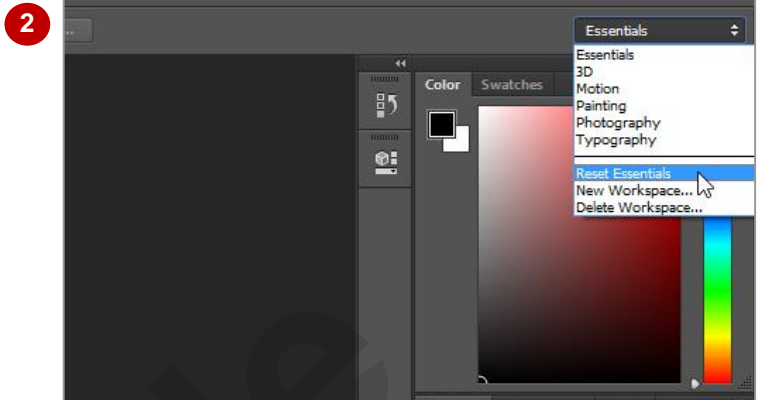 2
..
Essentials
Essentials
3D
Motion
Painting
Photography
Typography
Reset Essentials
New Workspace...
Delete Workspace...
Color Swatches